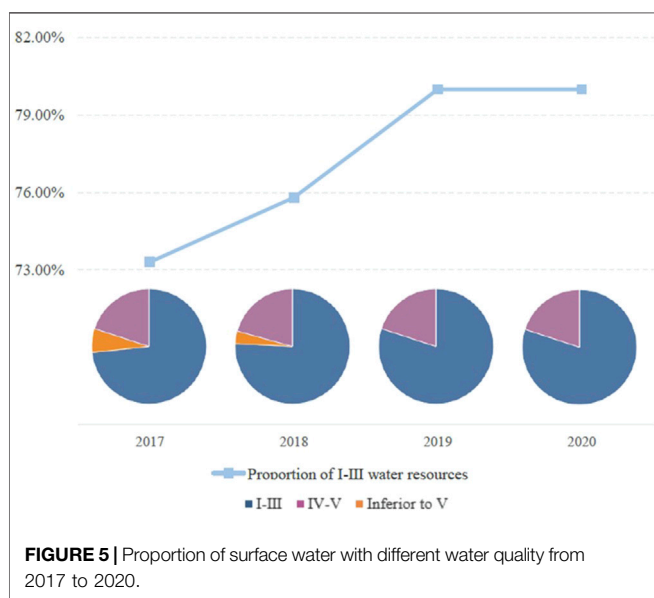 82.00%
79.00%
76.00%
73.00%
2017 2018 2019 2020
Proportion of I-III water resources
I-III IV-V Inferior to V
FIGURE 5 | Proportion of surface water with different water quality from
2017 to 2020.